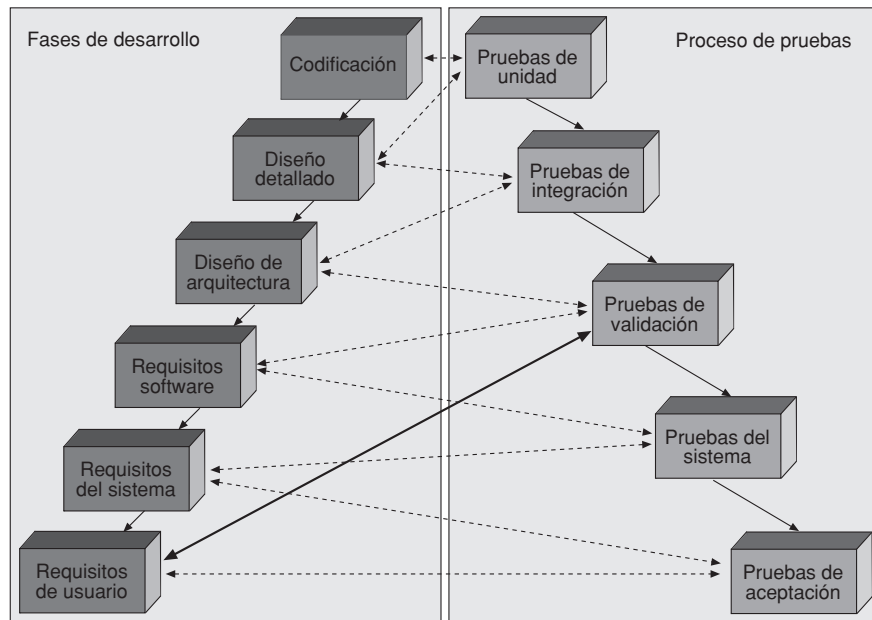 Fases de desarrollo
Codificación
Diseño
detallado
Diseño de
arquitectura
Requisitos
software
Requisitos
del sistema
Requisitos
de usuario
Proceso de pruebas
Pruebas de
unidad
Pruebas de
integración
Pruebas de
validación
Pruebas del
sistema
Pruebas de
aceptación